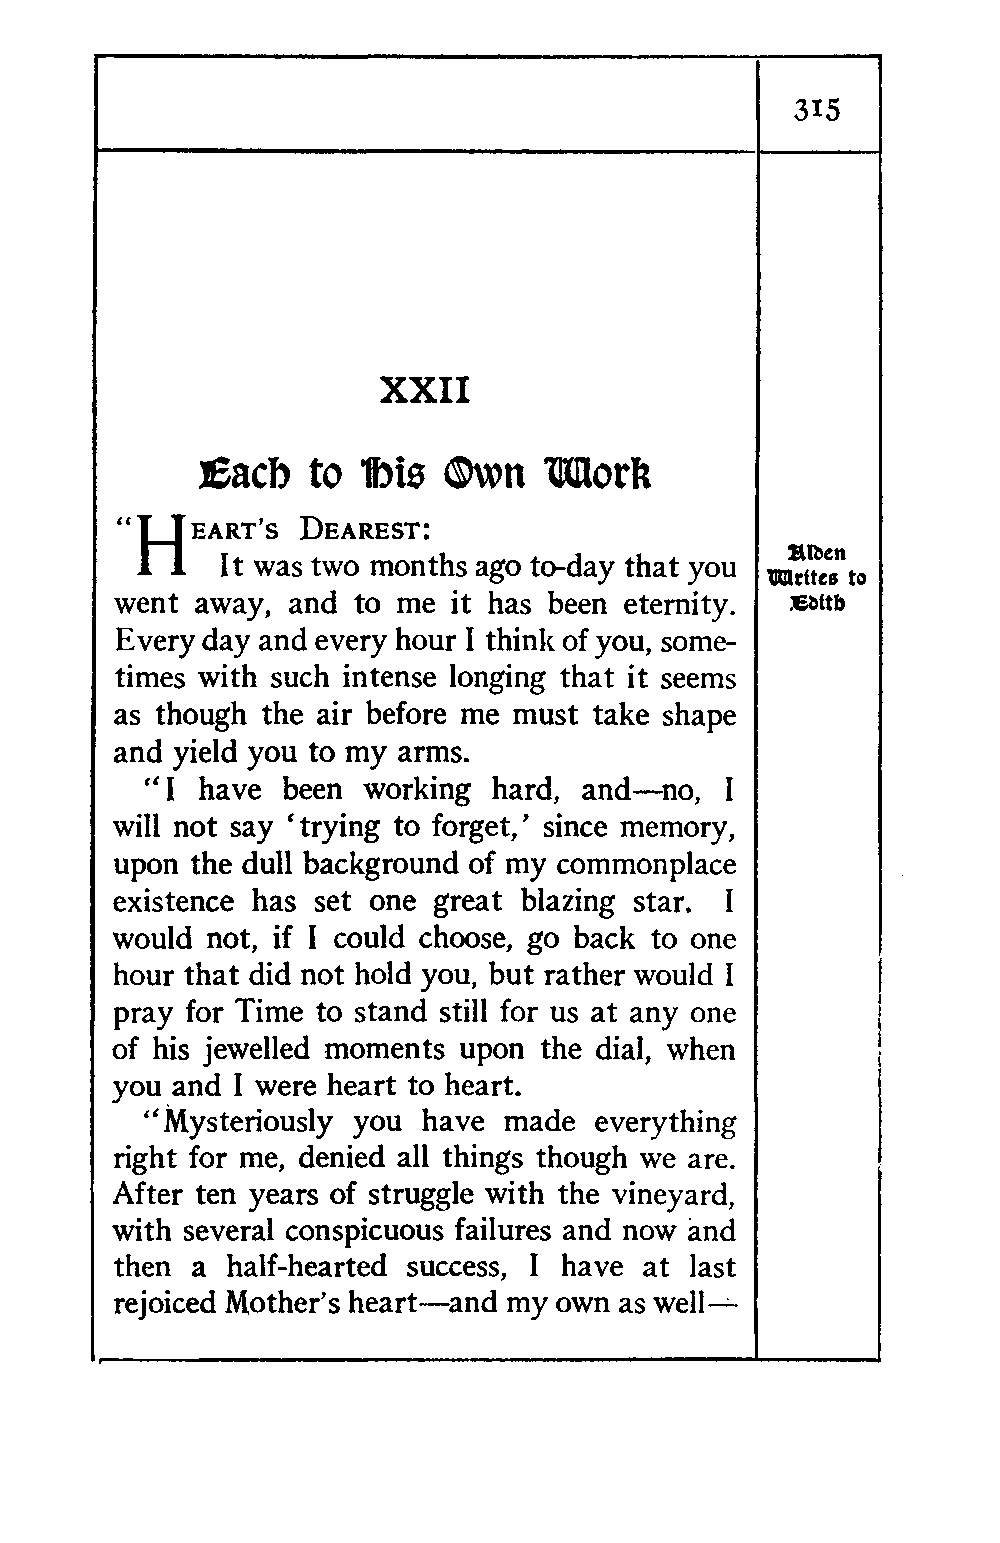 315
XXII
Each to His Own Work
"HEART'S DEAREST:
It was two months ago to-day that you
went away, and to me it has been eternity.
Every day and every hour I think of you, some-
times with such intense longing that it seems
as though the air before me must take shape
and yield you to my arms.
"I have been working hard, and—no, I
will not say 'trying to forget,' since memory,
upon the dull background of my commonplace
existence has set one great blazing star. I
would not, if I could choose, go back to one
hour that did not hold you, but rather would I
pray for Time to stand still for us at any one
of his jewelled moments upon the dial, when
you and I were heart to heart.
"Mysteriously you have made everything
right for me, denied all things though we are.
After ten years of struggle with the vineyard,
with several conspicuous failures and now and
then a half-hearted success, I have at last
rejoiced Mother's heart—and my own as well—
Alden
Writes to
Edith